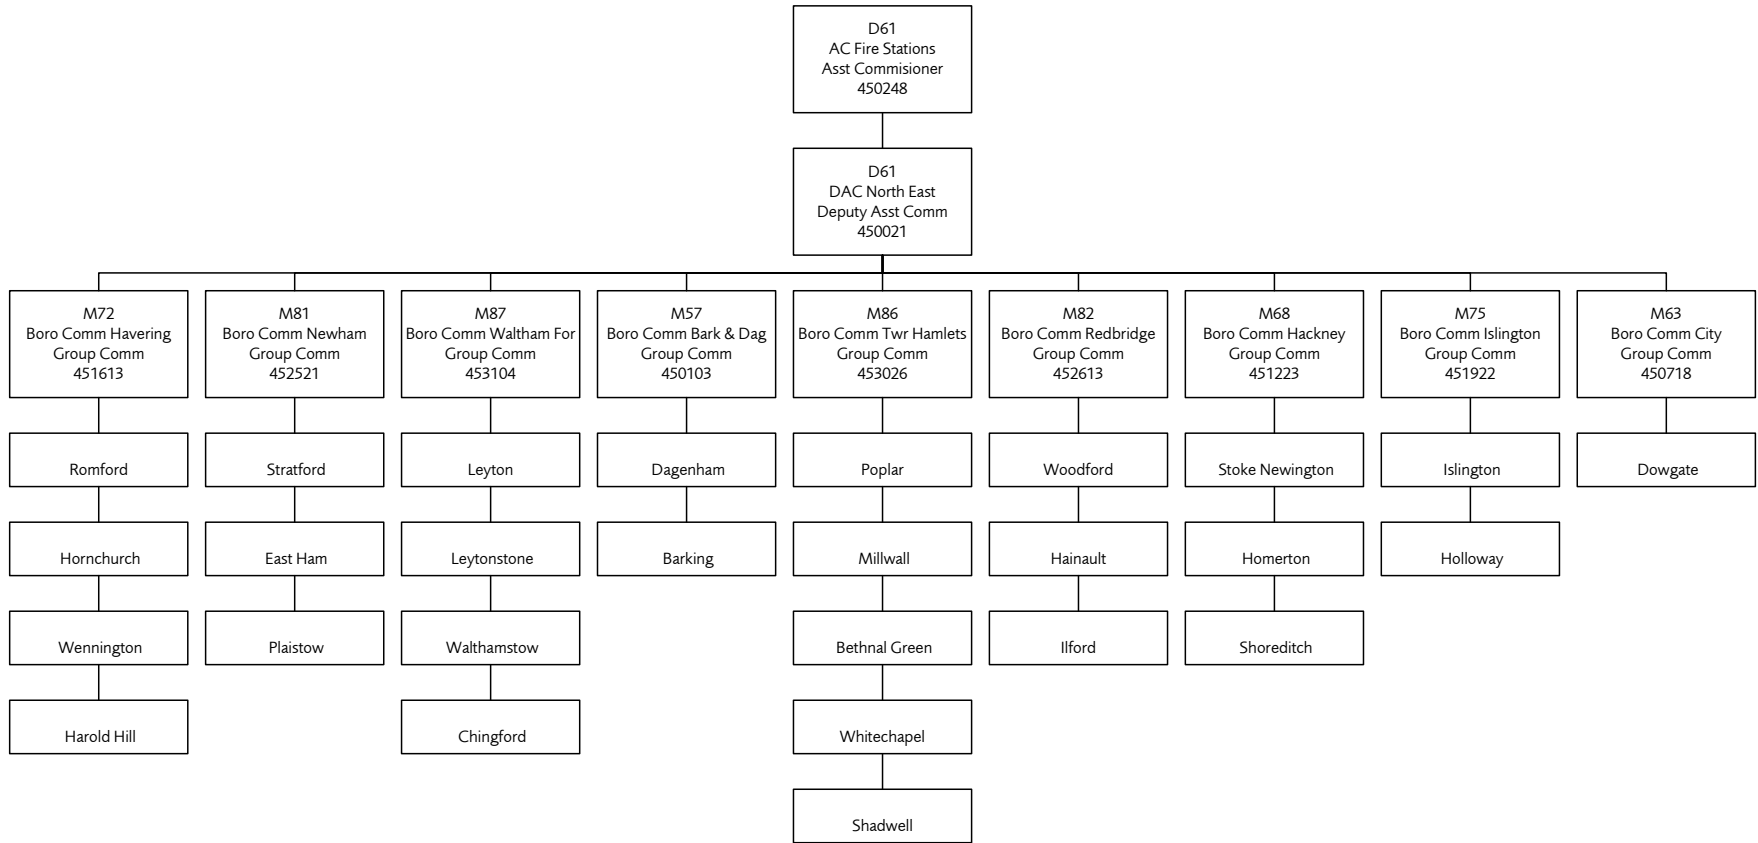 D61
AC Fire Stations
Asst Commisioner
450248
D61
DAC North East
Deputy Asst Comm
450021
M72
Boro Comm Havering
Group Comm
451613
M81
Boro Comm Newham
Group Comm
452521
M87
Boro Comm Waltham For
Group Comm
453104
M57
Boro Comm Bark & Dag
Group Comm
450103
M86
Boro Comm Twr Hamlets
Group Comm
453026
M82
Boro Comm Redbridge
Group Comm
452613
M68
Boro Comm Hackney
Group Comm
451223
M75
Boro Comm Islington
Group Comm
451922
M63
Boro Comm City
Group Comm
450718
Romford
Stratford
Leyton
Dagenham
Poplar
Woodford
Stoke Newington
Islington
Dowgate
Hornchurch
East Ham
Leytonstone
Barking
Millwall
Hainault
Homerton
Holloway
Wennington
Plaistow
Walthamstow
Bethnal Green
Ilford
Shoreditch
Harold Hill
Chingford
Whitechapel
Shadwell